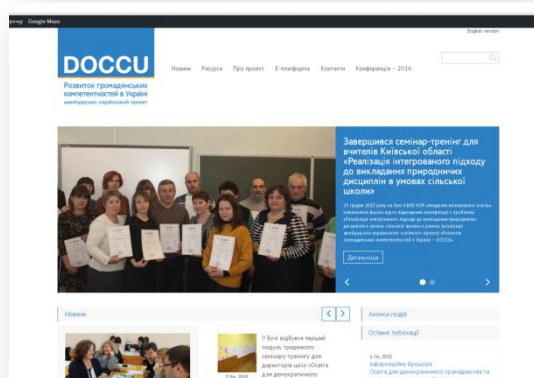 Google Maps
English version
DOCCU
Розвиток громадянських
компетентностей в Україні
швейцарсько-український проект
Новини Ресурси Про проект Е-платформа Контакти Конференція – 2016
Завершився семінар-тренінг для
вчителів Київської області
«Реалізація інтегрованого підходу
до викладання природничих
дисциплін в умовах сільської
школи»
Детальніше
Новини
Анонси подій
Останні публікації
У Бучі відбувся перший
модуль триденного
семінару-тренінгу для
директорів шкіл «Освіта
для демократичного
Інформаційна брошура
Освіта для демократичного громадянства та